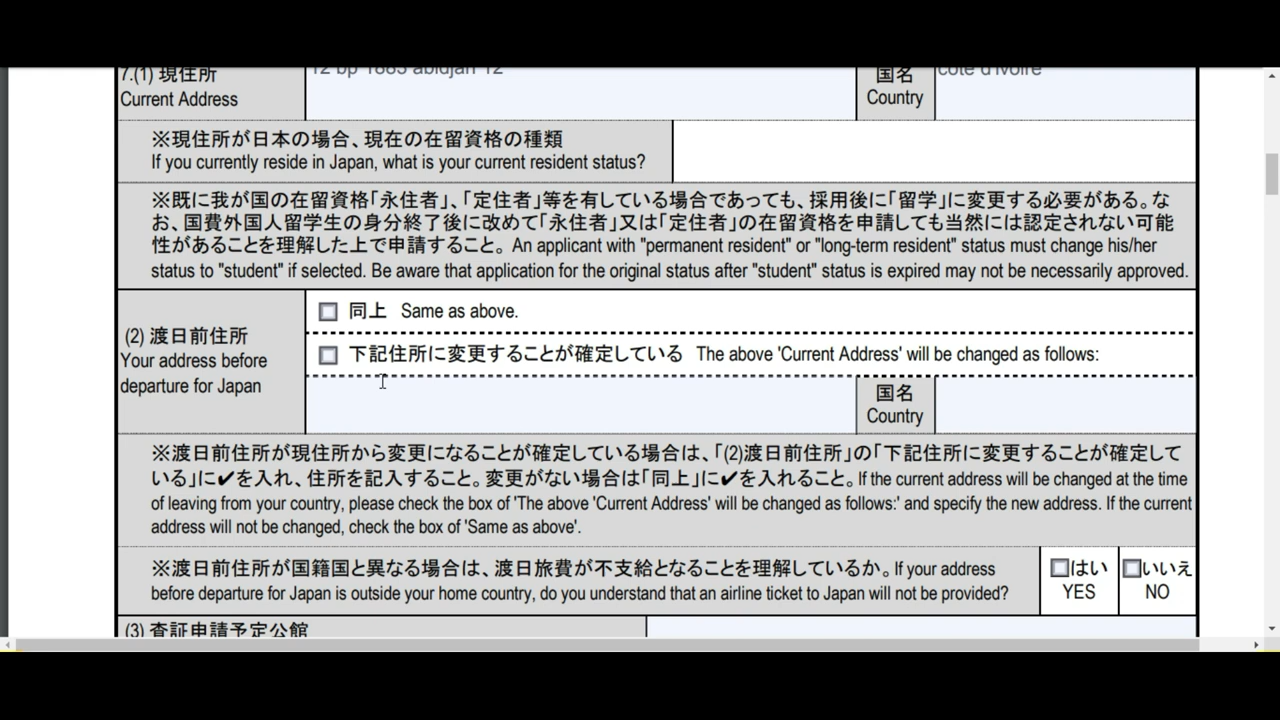 7.(1) 現住所
Current Address
12 bp 1883 abidjan 12
国名
Country
cote d'ivoire
※現住所が日本の場合、現在の在留資格の種類
If you currently reside in Japan, what is your current resident status?
※既に我が国の在留資格「永住者」、「定住者」等を有している場合であっても、採用後に「留学」に変更する必要がある。な
お、国費外国人留学生の身分終了後に改めて「永住者」又は「定住者」の在留資格を申請しても当然には認定されない可能
性があることを理解した上で申請すること。An applicant with "permanent resident" or "long-term resident" status must change his/her
status to "student" if selected. Be aware that application for the original status after "student" status is expired may not be necessarily approved.
(2) 渡日前住所
Your address before
departure for Japan
同上 Same as above.
下記住所に変更することが確定している The above 'Current Address' will be changed as follows:
国名
Country
※渡日前住所が現住所から変更になることが確定している場合は、「(2)渡日前住所」の「下記住所に変更することが確定して
いる」に✔を入れ、住所を記入すること。変更がない場合は「同上」に✔を入れること。If the current address will be changed at the time
of leaving from your country, please check the box of 'The above 'Current Address' will be changed as follows:' and specify the new address. If the current
address will not be changed, check the box of 'Same as above'.
※渡日前住所が国籍国と異なる場合は、渡日旅費が不支給となることを理解しているか。If your address
before departure for Japan is outside your home country, do you understand that an airline ticket to Japan will not be provided?
はい
YES
いいえ
NO
(3) 査証申請予定公館